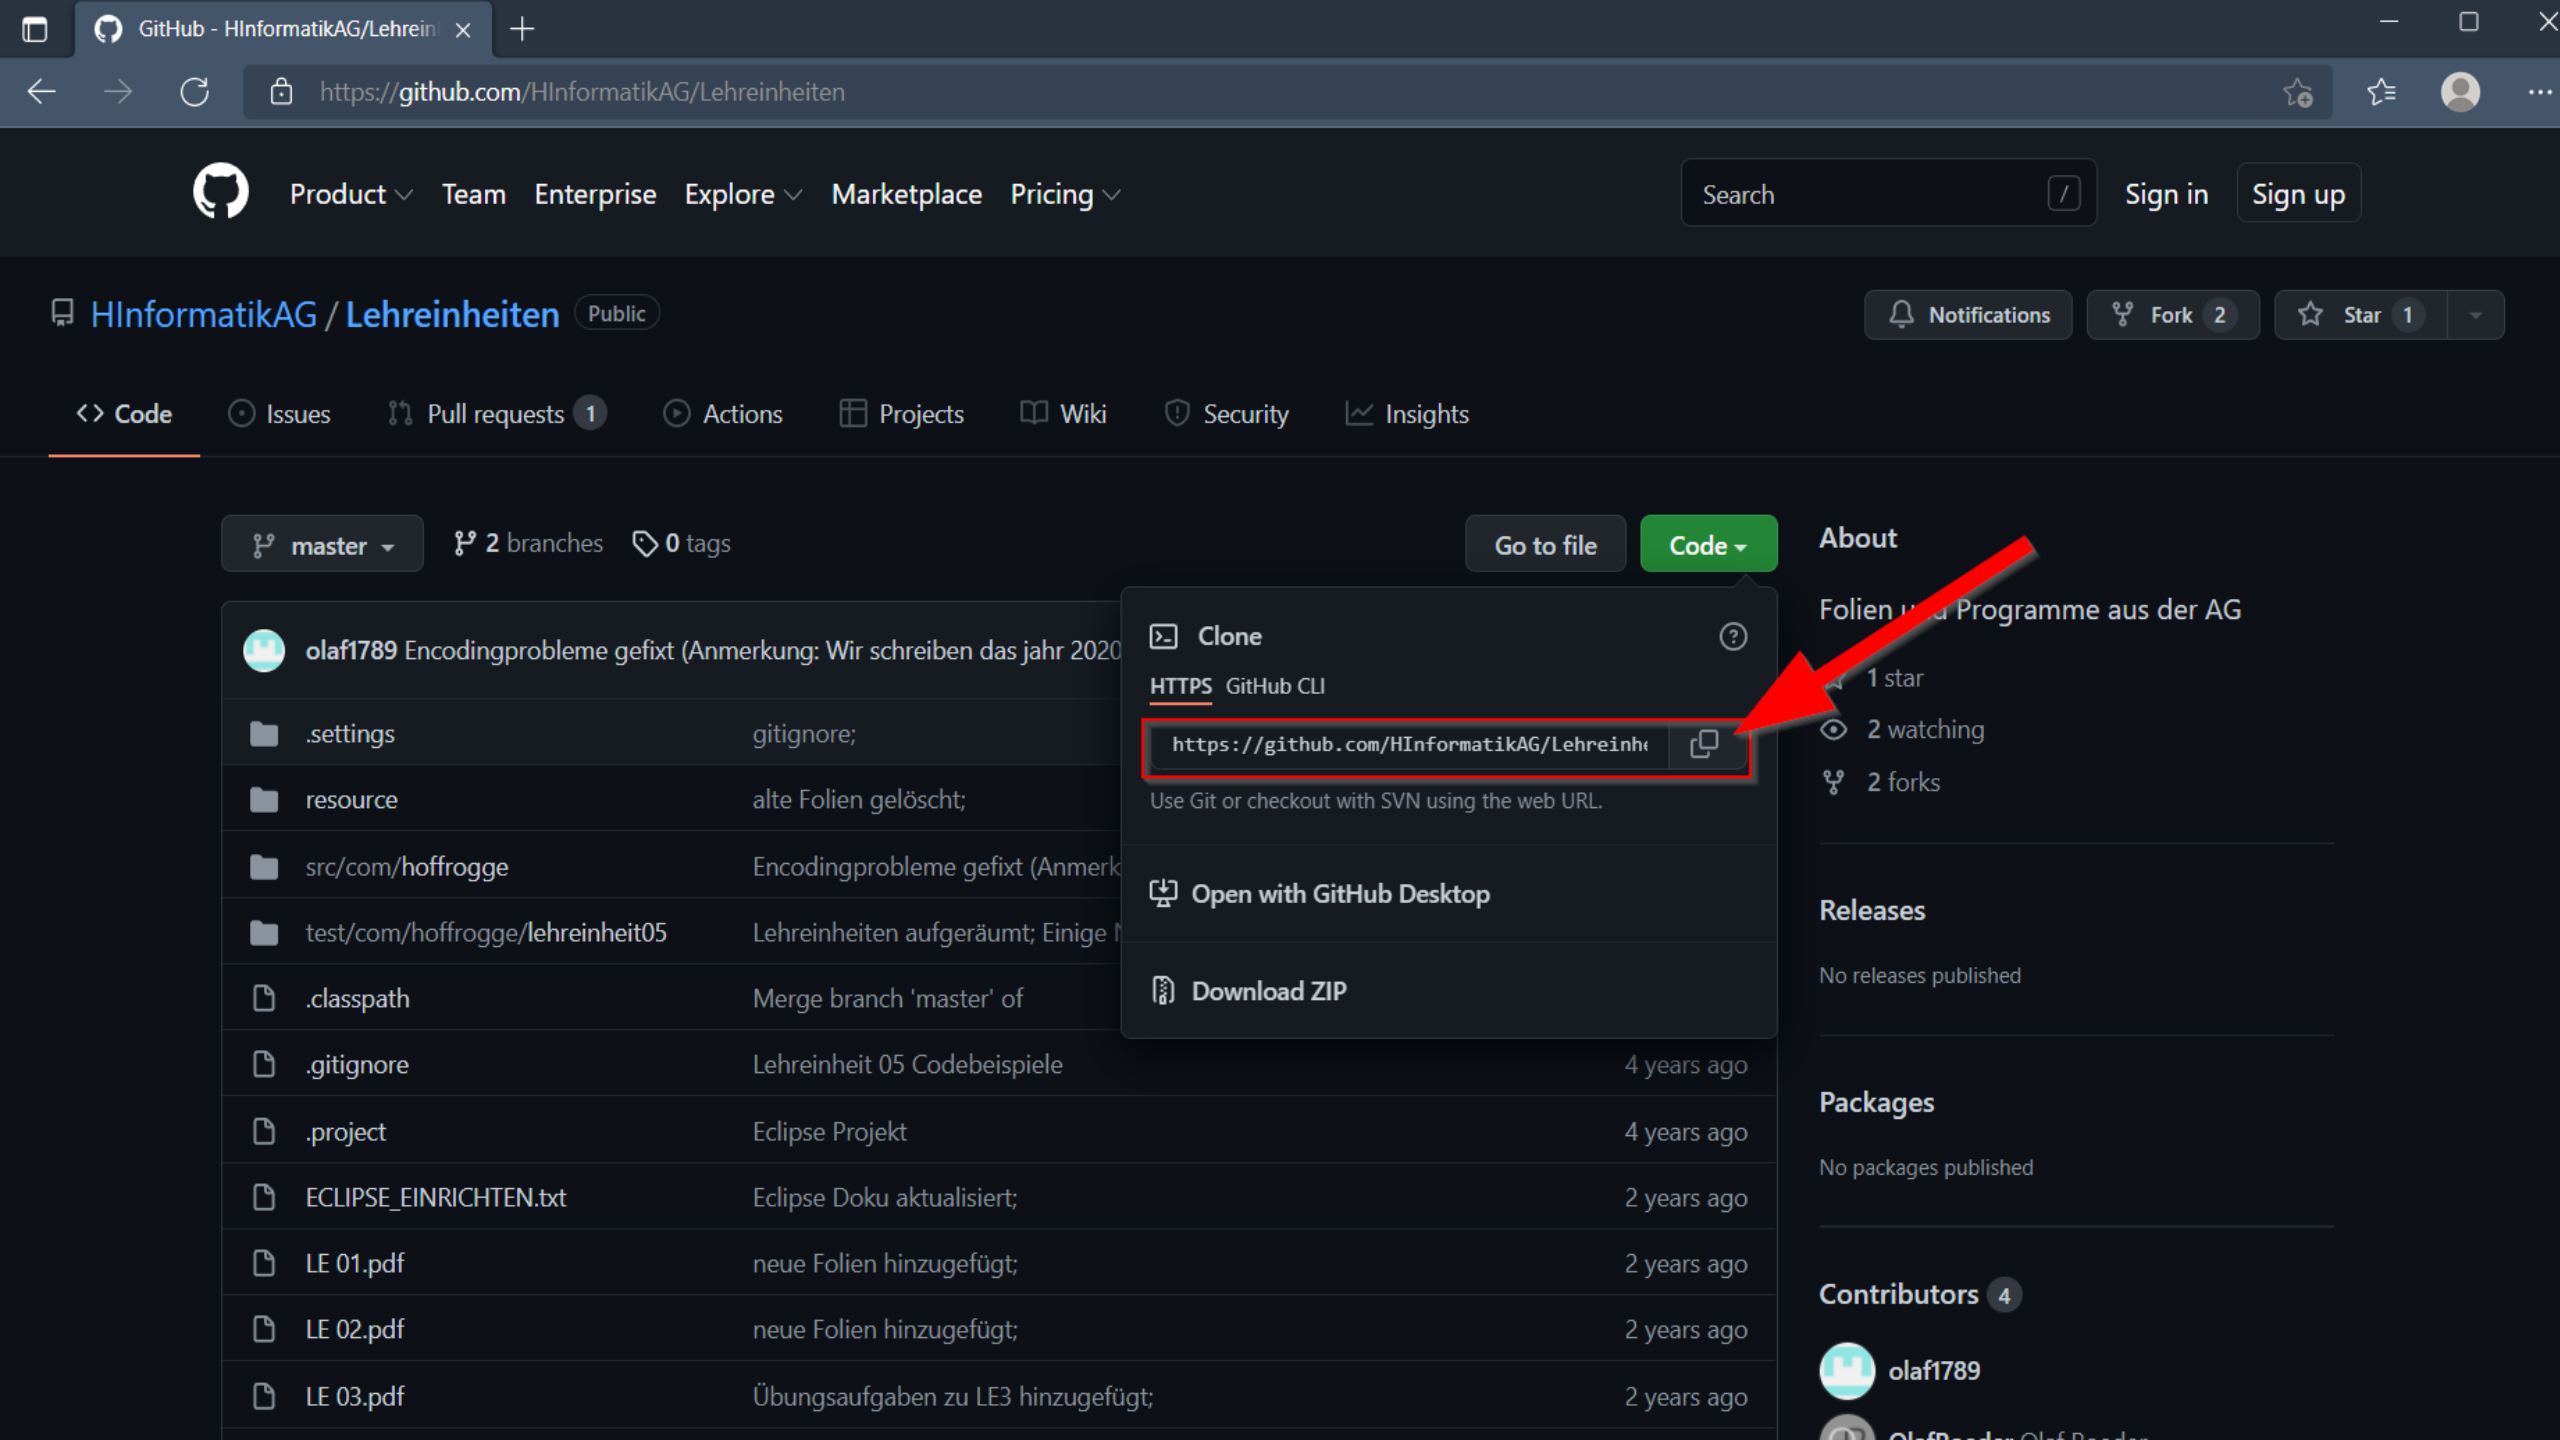 GitHub - HInformatikAG/Lehrein
https://github.com/HInformatikAG/Lehreinheiten
Product Team Enterprise Explore Marketplace Pricing Search / Sign in Sign up
HInformatikAG / Lehreinheiten Public Notifications Fork 2 Star 1
Code Issues Pull requests 1 Actions Projects Wiki Security Insights
master 2 branches 0 tags Go to file Code
olaf1789 Encodingprobleme gefixt (Anmerkung: Wir schreiben das jahr 2020
.settings gitignore;
resource alte Folien gelöscht;
src/com/hoffrogge Encodingprobleme gefixt (Anmerk
test/com/hoffrogge/lehreinheit05 Lehreinheiten aufgeräumt; Einige
.classpath Merge branch 'master' of
.gitignore Lehreinheit 05 Codebeispiele 4 years ago
.project Eclipse Projekt 4 years ago
ECLIPSE_EINRICHTEN.txt Eclipse Doku aktualisiert; 2 years ago
LE 01.pdf neue Folien hinzugefügt; 2 years ago
LE 02.pdf neue Folien hinzugefügt; 2 years ago
LE 03.pdf Übungsaufgaben zu LE3 hinzugefügt; 2 years ago
Clone
HTTPS GitHub CLI
https://github.com/HInformatikAG/Lehreinhe
Use Git or checkout with SVN using the web URL.
Open with GitHub Desktop
Download ZIP
About
Folien und Programme aus der AG
1 star
2 watching
2 forks
Releases
No releases published
Packages
No packages published
Contributors 4
olaf1789